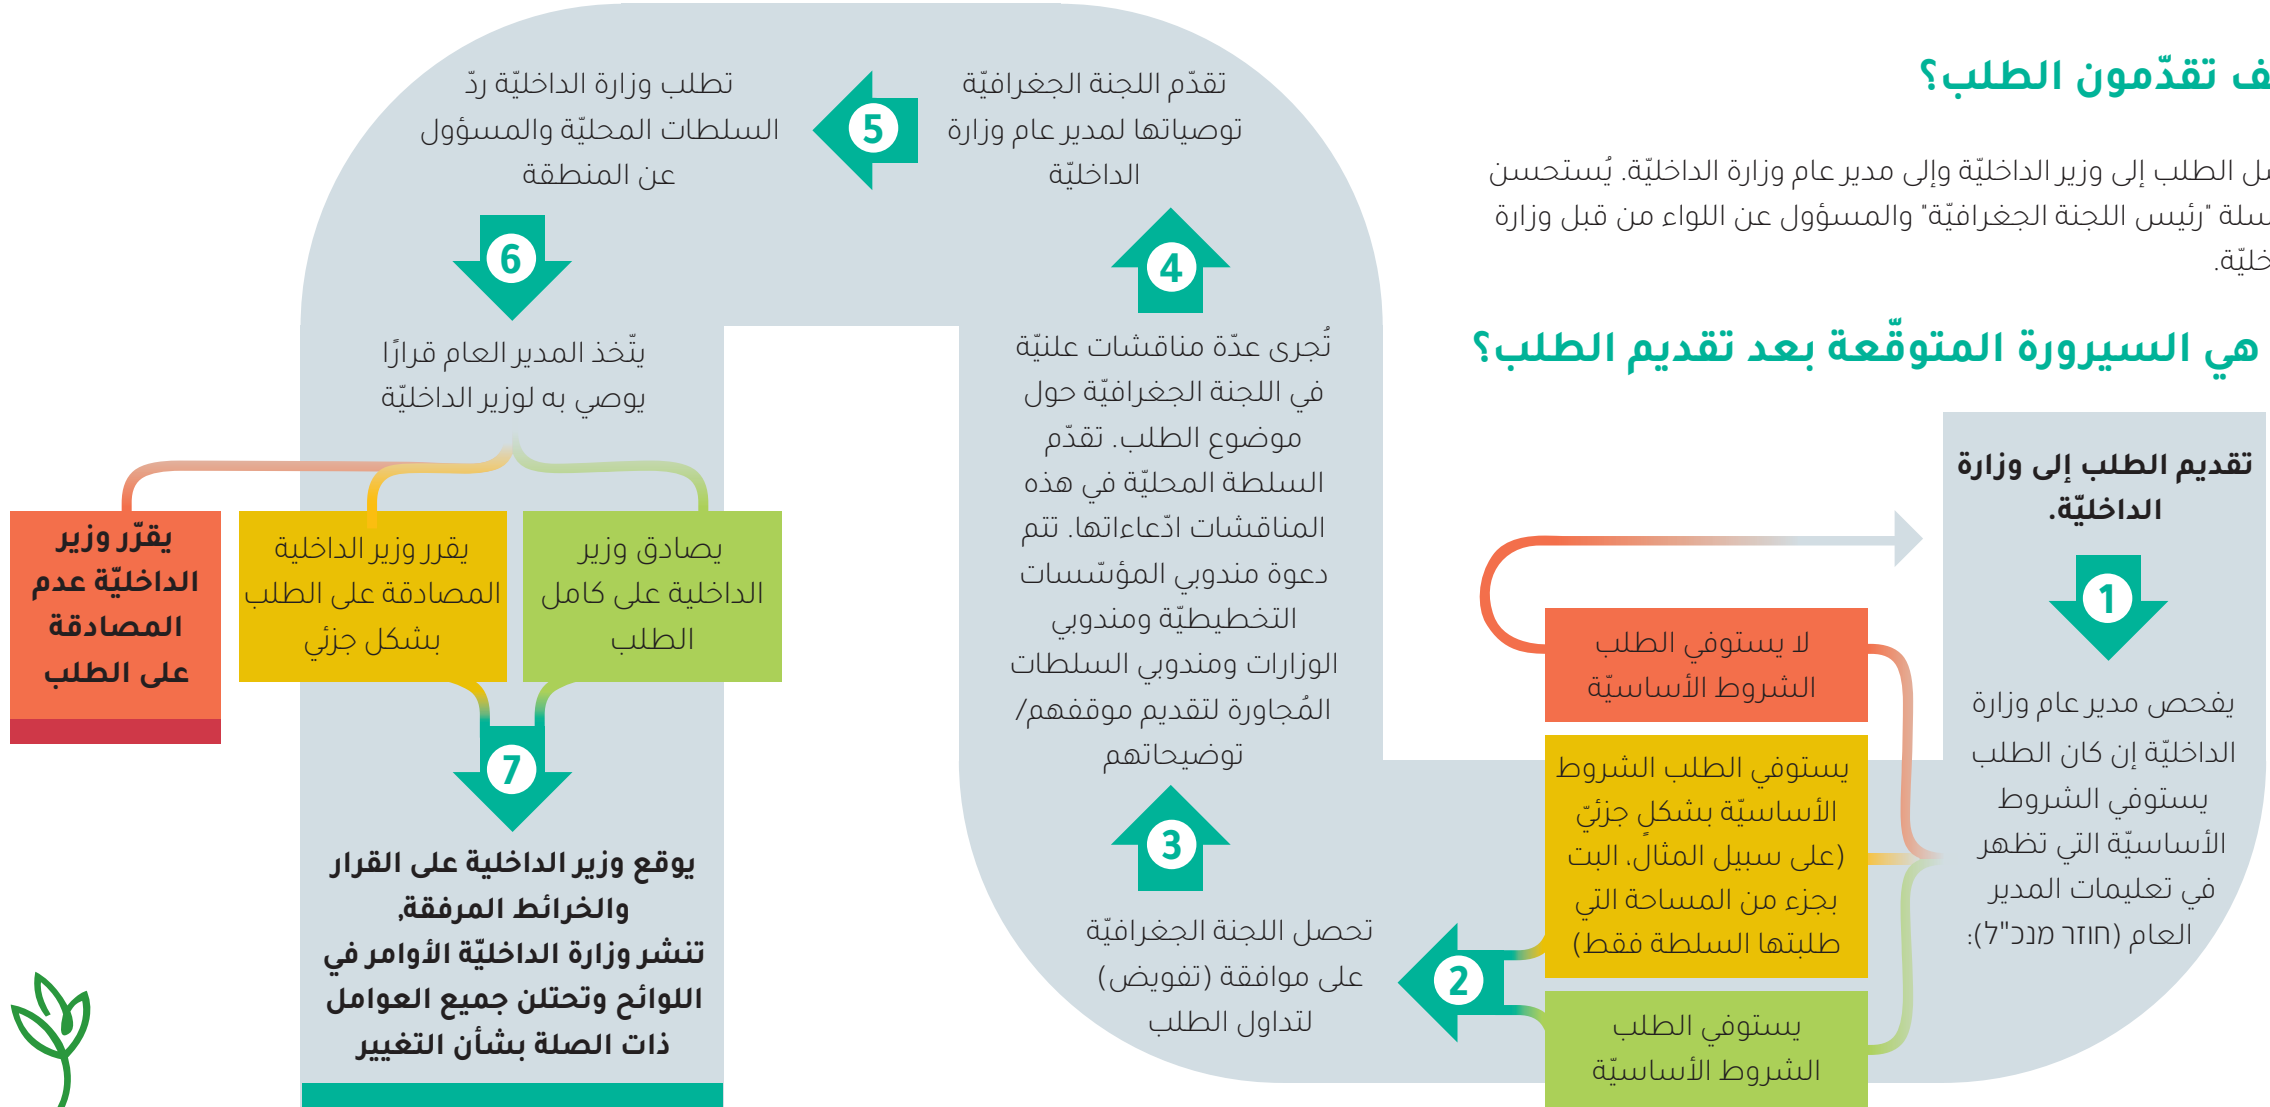 تقدّمون الطلب؟
الطلب إلى وزير الداخليّة وإلى مدير عام وزارة الداخليّة. يُستحسن
"رئيس اللجنة الجغرافيّة" والمسؤول عن اللواء من قبل وزارة
هي السيرورة المتوقّعة بعد تقديم الطلب؟
تقديم الطلب إلى وزارة
الداخليّة.
1
يفحص مدير عام وزارة
الداخليّة إن كان الطلب
يستوفي الشروط
الأساسيّة التي تظهر
في تعليمات المدير
العام (חוזר מנכ"ל):
لا يستوفي الطلب
الشروط الأساسيّة
يستوفي الطلب الشروط
الأساسيّة بشكلٍ جزئيّ
(على سبيل المثال، البت
بجزء من المساحة التي
طلبتها السلطة فقط)
يستوفي الطلب
الشروط الأساسيّة
2
تحصل اللجنة الجغرافيّة
على موافقة (تفويض)
لتداول الطلب
3
تُجرى عدّة مناقشات علنيّة
في اللجنة الجغرافيّة حول
موضوع الطلب. تقدّم
السلطة المحليّة في هذه
المناقشات ادّعاءاتها. تتم
دعوة مندوبي المؤسّسات
التخطيطيّة ومندوبي
الوزارات ومندوبي السلطات
المُجاورة لتقديم موقفهم/
توضيحاتهم
4
تقدّم اللجنة الجغرافيّة
توصياتها لمدير عام وزارة
الداخليّة
5
تطلب وزارة الداخليّة ردّ
السلطات المحليّة والمسؤول
عن المنطقة
6
يتّخذ المدير العام قرارًا
يوصي به لوزير الداخليّة
يصادق وزير
الداخلية على كامل
الطلب
يقرر وزير الداخلية
المصادقة على الطلب
بشكل جزئي
يقرّر وزير
الداخليّة عدم
المصادقة
على الطلب
7
يوقع وزير الداخلية على القرار
والخرائط المرفقة,
تنشر وزارة الداخليّة الأوامر في
اللوائح وتحتلن جميع العوامل
ذات الصلة بشأن التغيير